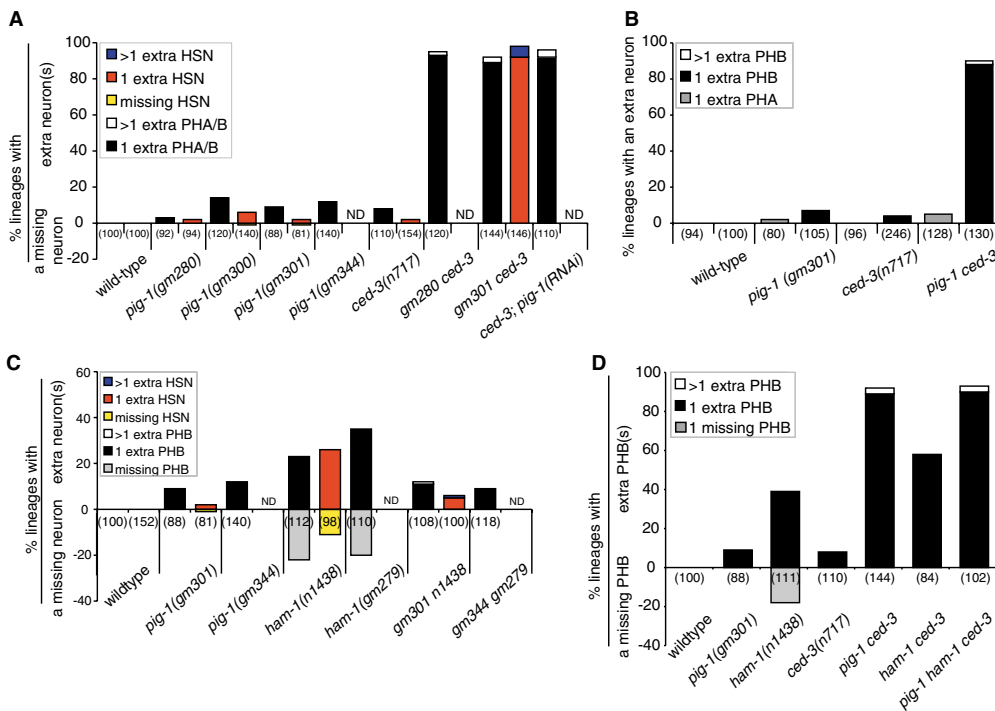 A
% lineages with
a missing neuron
extra neuron(s)
100
80
60
40
20
0
-20
>1 extra HSN
1 extra HSN
missing HSN
>1 extra PHA/B
1 extra PHA/B
ND
ND
ND
(100) (100) (92) (94) (120) (140) (88) (81) (140) (110) (154) (120) (144) (146) (110)
wild-type
pig-1(gm280)
pig-1(gm300)
pig-1(gm301)
pig-1(gm344)
ced-3(n717)
gm280 ced-3
gm301 ced-3
ced-3; pig-1(RNAi)
B
% lineages with an extra neuron
100
80
60
40
20
0
>1 extra PHB
1 extra PHB
1 extra PHA
(94) (100) (80) (105) (96) (246) (128) (130)
wild-type
pig-1 (gm301)
ced-3(n717)
pig-1 ced-3
C
% lineages with
a missing neuron
extra neuron(s)
60
40
20
0
-20
-40
>1 extra HSN
1 extra HSN
missing HSN
>1 extra PHB
1 extra PHB
missing PHB
ND
ND
ND
(100) (152) (88) (81) (140) (112) (98) (110) (108) (100) (118)
wildtype
pig-1(gm301)
pig-1(gm344)
ham-1(n1438)
ham-1(gm279)
gm301 n1438
gm344 gm279
D
% lineages with
a missing PHB
extra PHB(s)
100
80
60
40
20
0
-20
-40
>1 extra PHB
1 extra PHB
1 missing PHB
(100) (88) (111) (110) (144) (84) (102)
wildtype
pig-1(gm301)
ham-1(n1438)
ced-3(n717)
pig-1 ced-3
ham-1 ced-3
pig-1 ham-1 ced-3